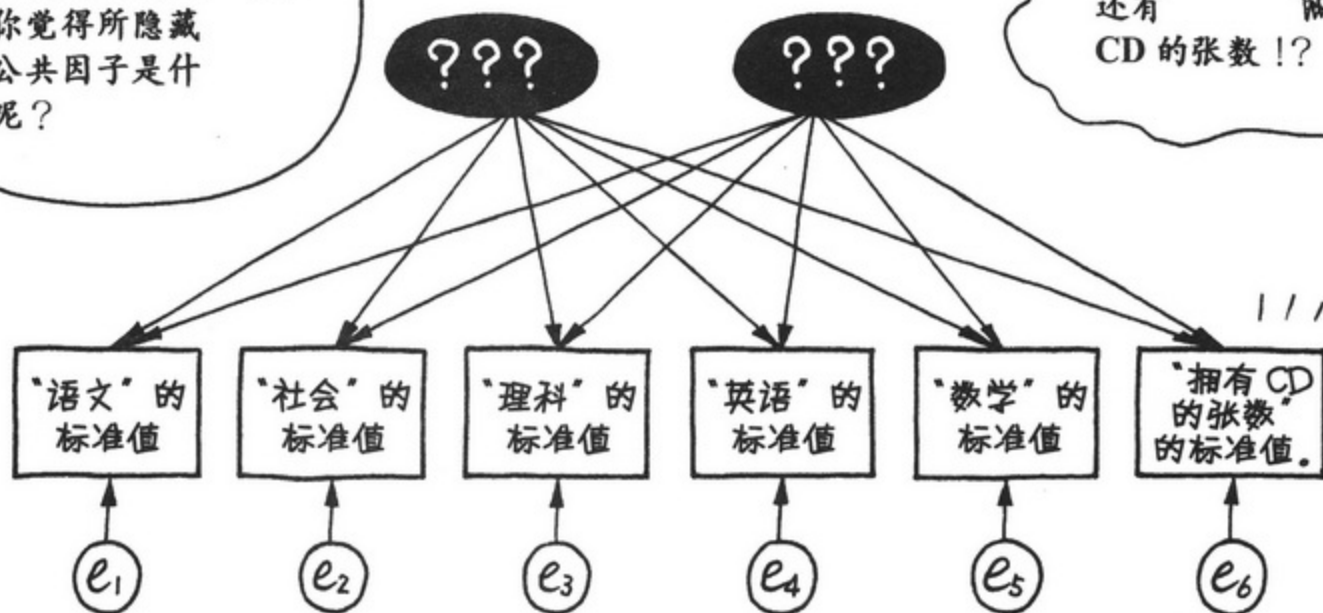 你觉得所隐藏
公共因子是什
呢？
? ? ?
? ? ?
还有
CD 的张数！？
“语文”的
标准值
“社会”的
标准值
“理科”的
标准值
“英语”的
标准值
“数学”的
标准值
“拥有 CD
的张数”
的标准值.
e₁
e₂
e₃
e₄
e₅
e₆